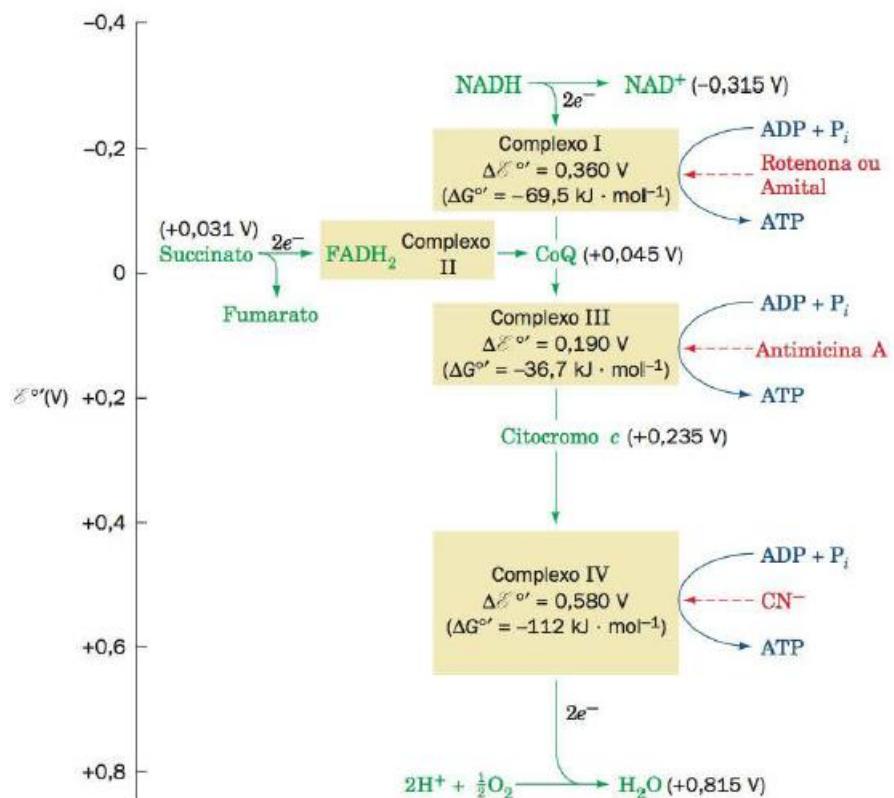 -0,4
NADH
NAD⁺ (-0,315 V)
2e⁻
-0,2
Complexo I
Δℰ°′ = 0,360 V
(ΔG°′ = -69,5 kJ · mol⁻¹)
ADP + Pᵢ
Rotenona ou
Amital
ATP
(+0,031 V)
Succinato
2e⁻
FADH₂
Complexo
II
CoQ (+0,045 V)
0
Fumarato
Complexo III
Δℰ°′ = 0,190 V
(ΔG°′ = -36,7 kJ · mol⁻¹)
ADP + Pᵢ
Antimicina A
ATP
ℰ°′(V)
+0,2
Citocromo c (+0,235 V)
+0,4
Complexo IV
Δℰ°′ = 0,580 V
(ΔG°′ = -112 kJ · mol⁻¹)
ADP + Pᵢ
CN⁻
ATP
+0,6
2e⁻
+0,8
2H⁺ + ½O₂
H₂O (+0,815 V)